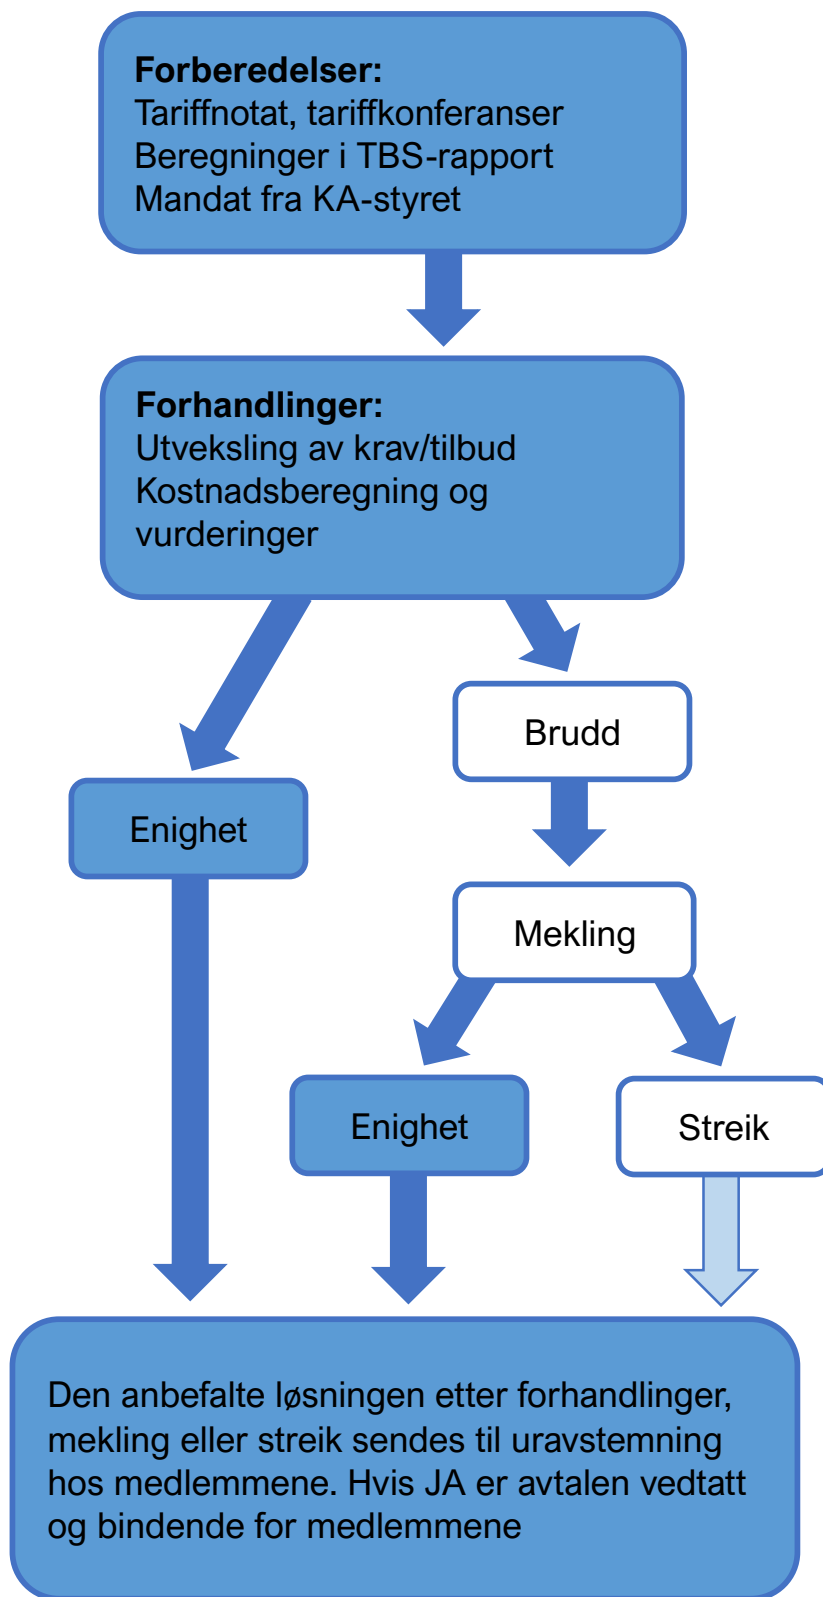 Forberedelser:
Tariffnotat, tariffkonferanser
Beregninger i TBS-rapport
Mandat fra KA-styret
Forhandlinger:
Utveksling av krav/tilbud
Kostnadsberegning og
vurderinger
Brudd
Enighet
Mekling
Enighet
Streik
Den anbefalte løsningen etter forhandlinger,
mekling eller streik sendes til uravstemning
hos medlemmene. Hvis JA er avtalen vedtatt
og bindende for medlemmene